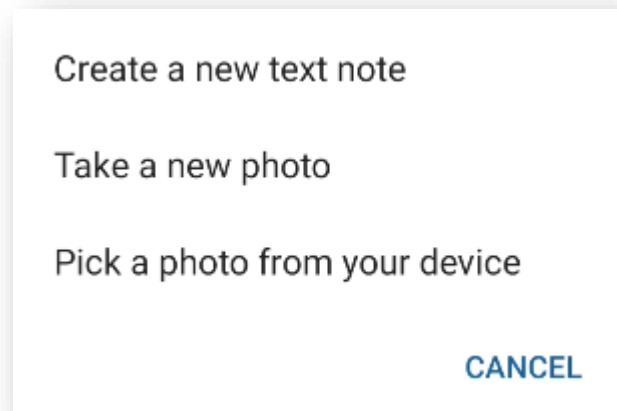 Create a new text note
Take a new photo
Pick a photo from your device
CANCEL